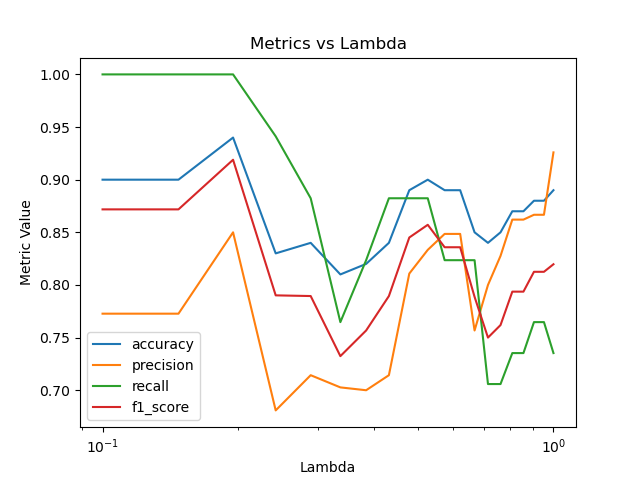 Metrics vs Lambda
1.00
0.95
0.90
0.85
0.80
0.75
0.70
Metric Value
accuracy
precision
recall
f1_score
10⁻¹
10⁰
Lambda